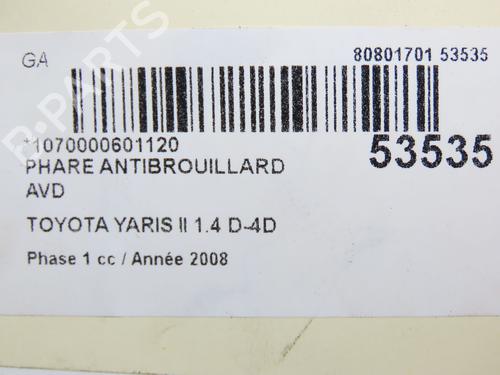 GA
80801701 53535
*1070000601120
53535
PHARE ANTIBROUILLARD
AVD
TOYOTA YARIS II 1.4 D-4D
Phase 1 cc / Année 2008
B-PARTS